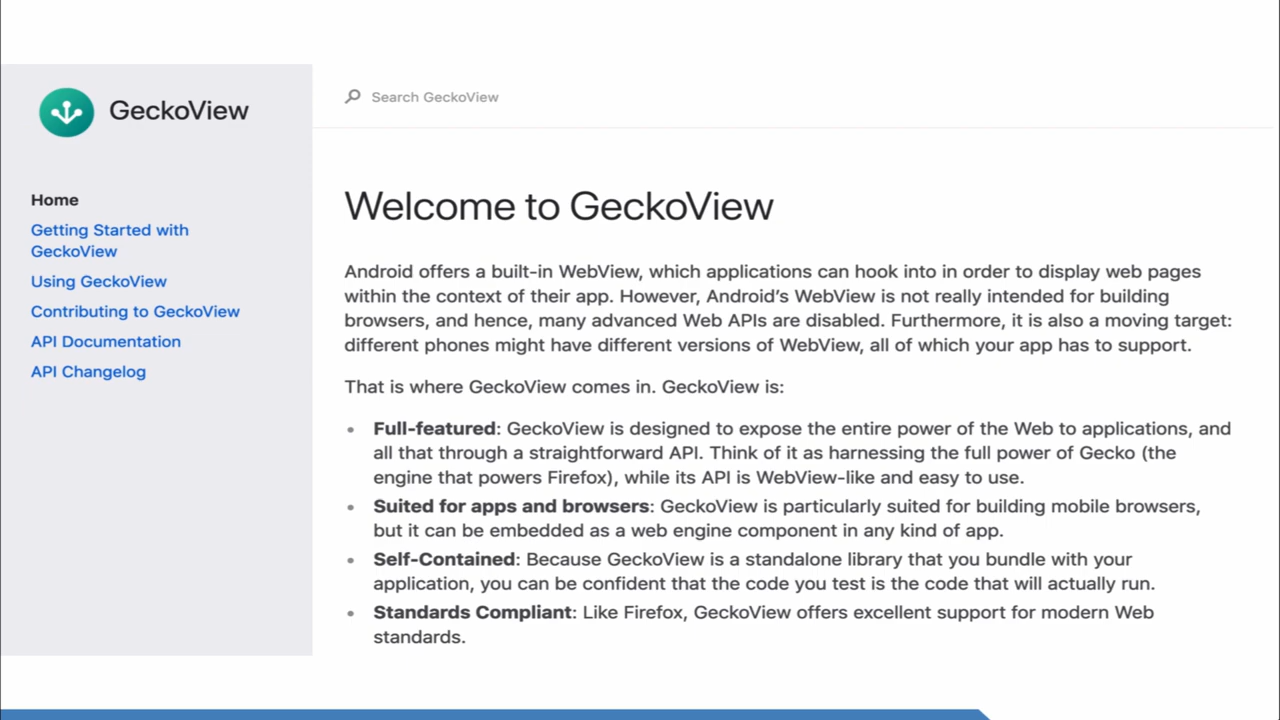 GeckoView
Search GeckoView
Home
Getting Started with
GeckoView
Using GeckoView
Contributing to GeckoView
API Documentation
API Changelog
Welcome to GeckoView
Android offers a built-in WebView, which applications can hook into in order to display web pages
within the context of their app. However, Android's WebView is not really intended for building
browsers, and hence, many advanced Web APIs are disabled. Furthermore, it is also a moving target:
different phones might have different versions of WebView, all of which your app has to support.
That is where GeckoView comes in. GeckoView is:
• Full-featured: GeckoView is designed to expose the entire power of the Web to applications, and
all that through a straightforward API. Think of it as harnessing the full power of Gecko (the
engine that powers Firefox), while its API is WebView-like and easy to use.
• Suited for apps and browsers: GeckoView is particularly suited for building mobile browsers,
but it can be embedded as a web engine component in any kind of app.
• Self-Contained: Because GeckoView is a standalone library that you bundle with your
application, you can be confident that the code you test is the code that will actually run.
• Standards Compliant: Like Firefox, GeckoView offers excellent support for modern Web
standards.